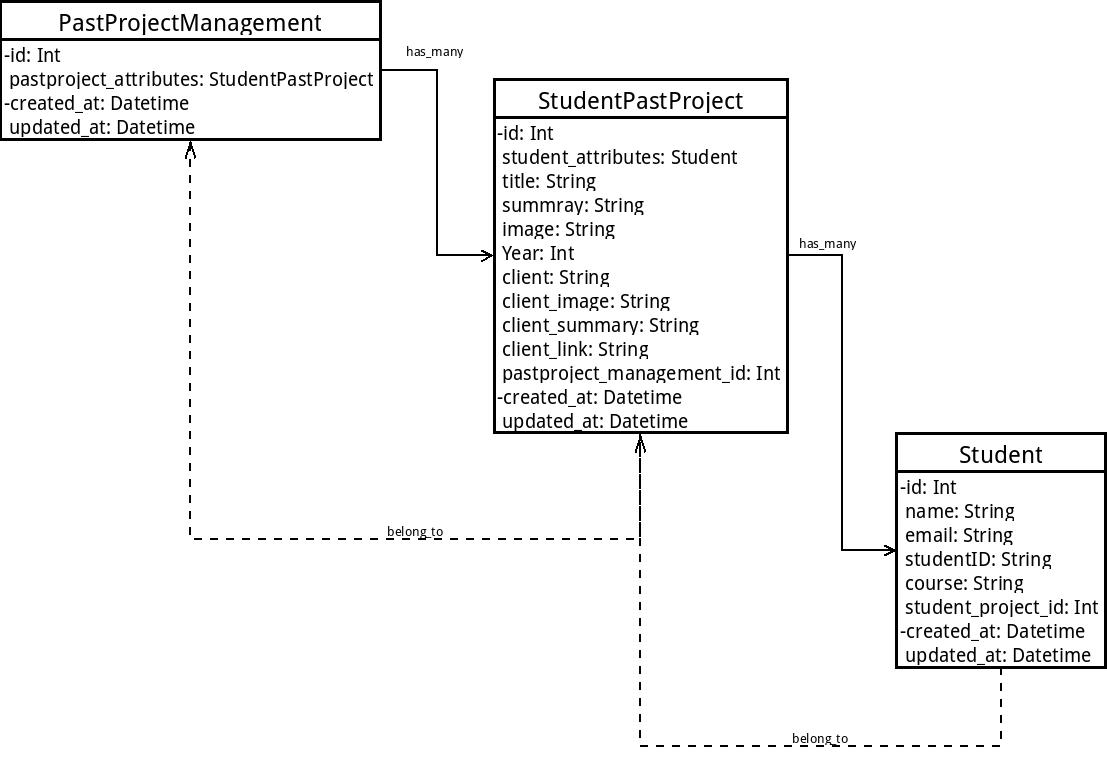 PastProjectManagement
-id: Int
pastproject_attributes: StudentPastProject
-created_at: Datetime
updated_at: Datetime
has_many
StudentPastProject
-id: Int
student_attributes: Student
title: String
summray: String
image: String
Year: Int
client: String
client_image: String
client_summary: String
client_link: String
pastproject_management_id: Int
-created_at: Datetime
updated_at: Datetime
has_many
Student
-id: Int
name: String
email: String
studentID: String
course: String
student_project_id: Int
-created_at: Datetime
updated_at: Datetime
belong_to
belong_to